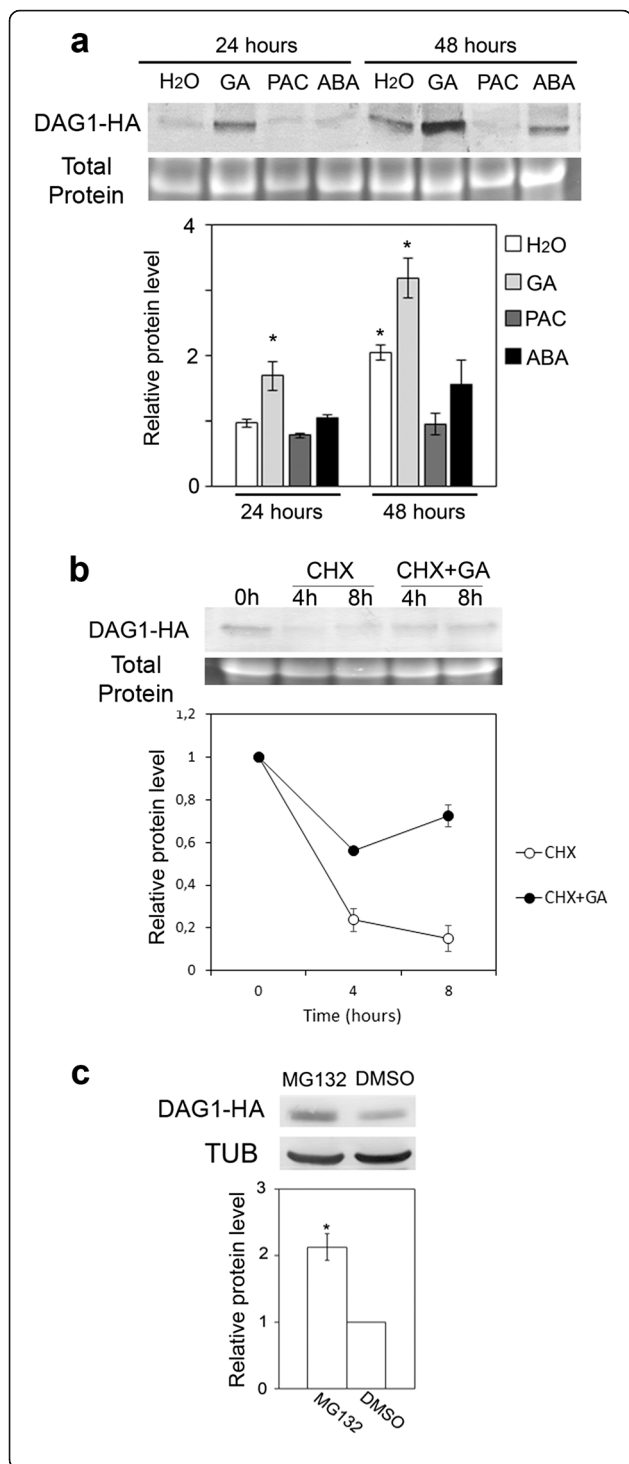 a
24 hours 48 hours
H2O GA PAC ABA H2O GA PAC ABA
DAG1-HA
Total
Protein
4
2
0
Relative protein level
* * *
H2O
GA
PAC
ABA
24 hours 48 hours
b
CHX CHX+GA
0h 4h 8h 4h 8h
DAG1-HA
Total
Protein
1,2
1
0,8
0,6
0,4
0,2
0
Relative protein level
CHX
CHX+GA
0 4 8
Time (hours)
c
MG132 DMSO
DAG1-HA
TUB
3
2
1
0
Relative protein level
*
MG132 DMSO